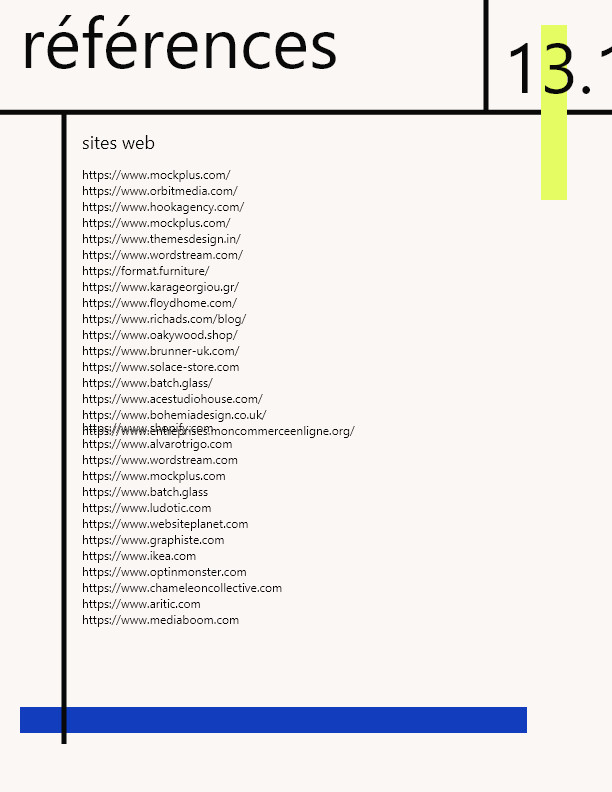 références
13.1
sites web
https://www.mockplus.com/
https://www.orbitmedia.com/
https://www.hookagency.com/
https://www.mockplus.com/
https://www.themesdesign.in/
https://www.wordstream.com/
https://format.furniture/
https://www.karageorgiou.gr/
https://www.floydhome.com/
https://www.richads.com/blog/
https://www.oakywood.shop/
https://www.brunner-uk.com/
https://www.solace-store.com
https://www.batch.glass/
https://www.acestudiohouse.com/
https://www.bohemiadesign.co.uk/
https://www.shopify.com
https://www.entreprises.moncommerceenligne.org/
https://www.alvarotrigo.com
https://www.wordstream.com
https://www.mockplus.com
https://www.batch.glass
https://www.ludotic.com
https://www.websiteplanet.com
https://www.graphiste.com
https://www.ikea.com
https://www.optinmonster.com
https://www.chameleoncollective.com
https://www.aritic.com
https://www.mediaboom.com